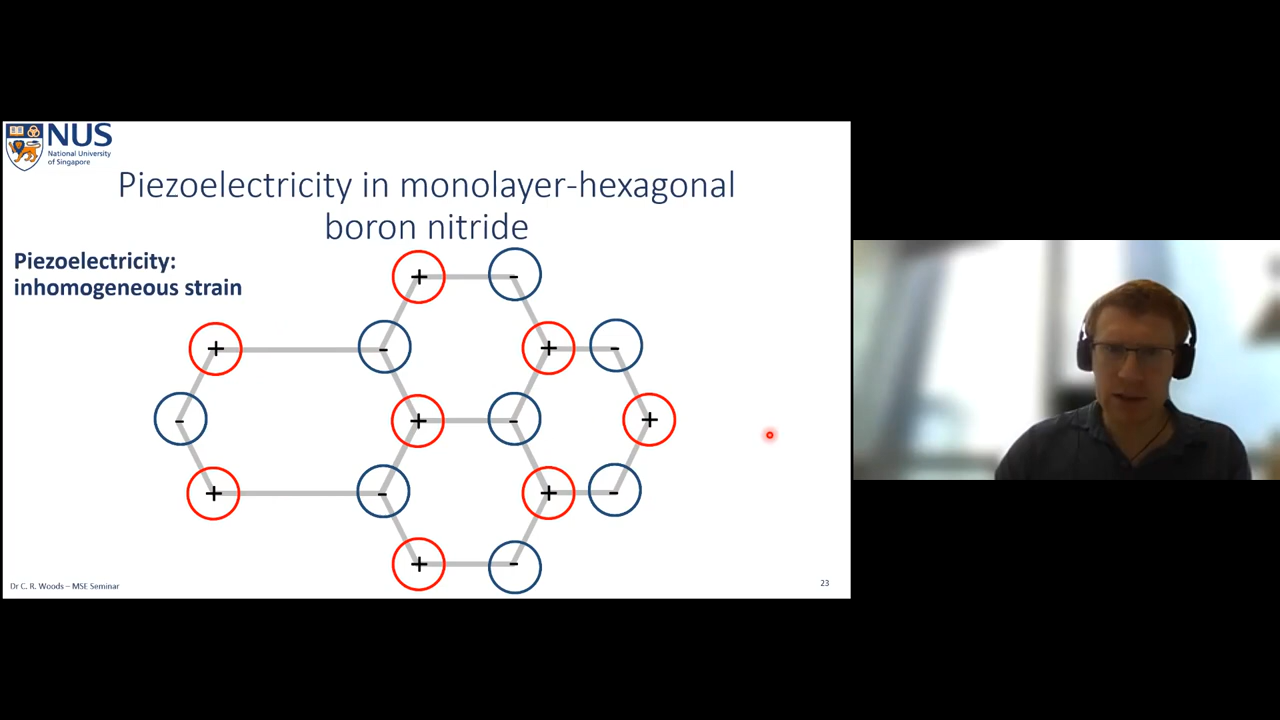 NUS
National University
of Singapore
Piezoelectricity in monolayer-hexagonal
boron nitride
Piezoelectricity:
inhomogeneous strain
+ -
+ - + -
- + - +
+ - + -
+ -
Dr C. R. Woods – MSE Seminar
23